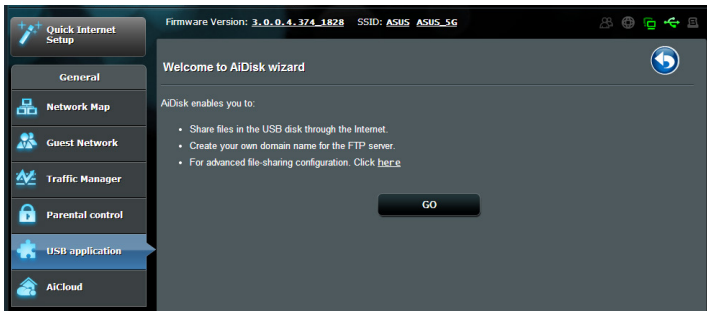 Quick Internet
Setup
Firmware Version: 3.0.0.4.374_1828 SSID: ASUS ASUS_5G
General
Network Map
Guest Network
Traffic Manager
Parental control
USB application
AiCloud
Welcome to AiDisk wizard
AiDisk enables you to:
• Share files in the USB disk through the Internet.
• Create your own domain name for the FTP server.
• For advanced file-sharing configuration. Click here
GO